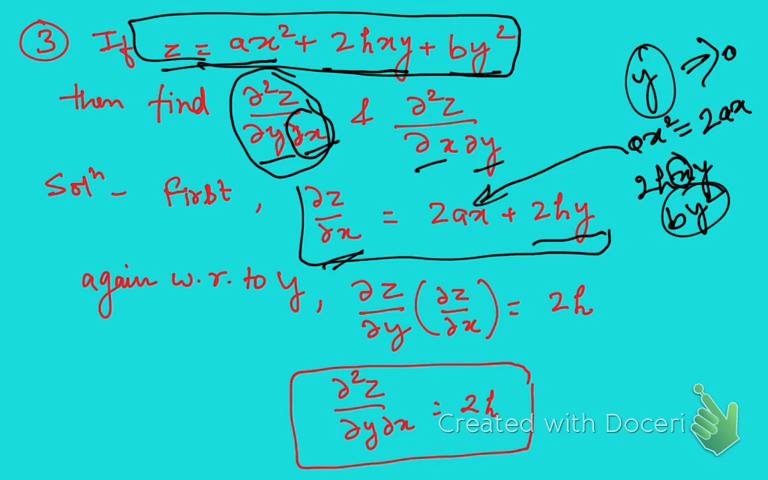 ③ If z = ax² + 2hxy + by²
then find ∂²z/∂y∂x & ∂²z/∂x∂y
Solⁿ- First, ∂z/∂x = 2ax + 2hy
again w.r. to y, ∂z/∂y (∂z/∂x) = 2h
∂²z/∂y∂x = 2h
y => 0
ax² = 2ax
2hxy
by²
Created with Doceri